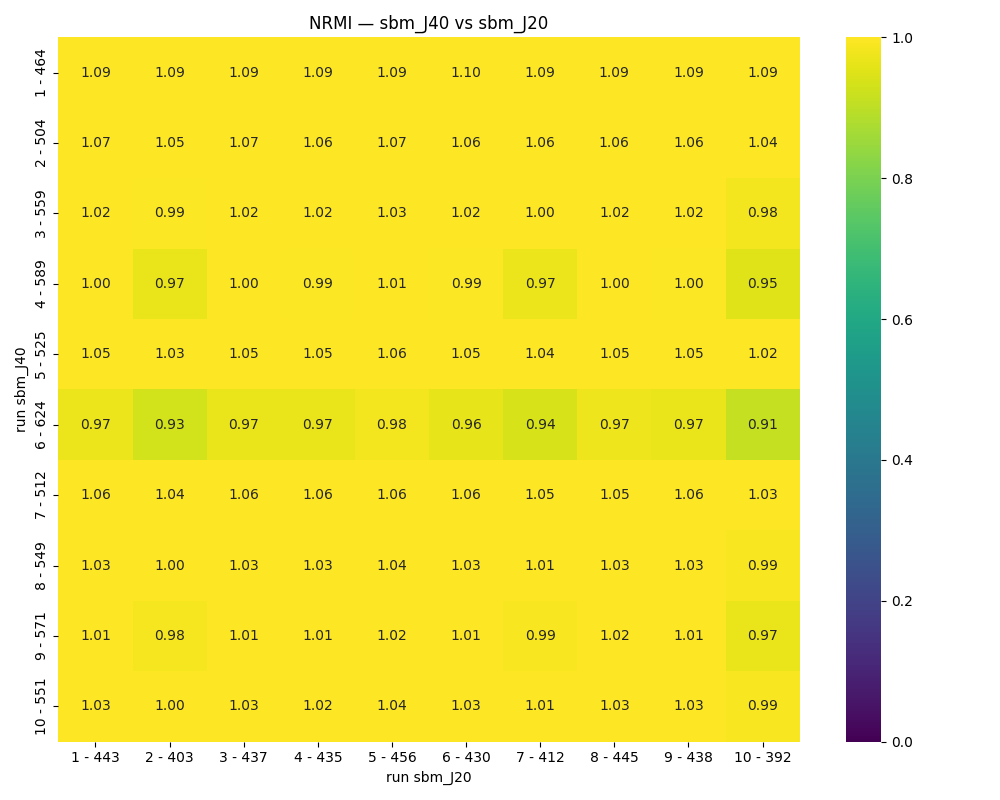 NRMI — sbm_J40 vs sbm_J20
run sbm_J40
1 - 464 1.09 1.09 1.09 1.09 1.09 1.10 1.09 1.09 1.09 1.09
2 - 504 1.07 1.05 1.07 1.06 1.07 1.06 1.06 1.06 1.06 1.04
3 - 559 1.02 0.99 1.02 1.02 1.03 1.02 1.00 1.02 1.02 0.98
4 - 589 1.00 0.97 1.00 0.99 1.01 0.99 0.97 1.00 1.00 0.95
5 - 525 1.05 1.03 1.05 1.05 1.06 1.05 1.04 1.05 1.05 1.02
6 - 624 0.97 0.93 0.97 0.97 0.98 0.96 0.94 0.97 0.97 0.91
7 - 512 1.06 1.04 1.06 1.06 1.06 1.06 1.05 1.05 1.06 1.03
8 - 549 1.03 1.00 1.03 1.03 1.04 1.03 1.01 1.03 1.03 0.99
9 - 571 1.01 0.98 1.01 1.01 1.02 1.01 0.99 1.02 1.01 0.97
10 - 551 1.03 1.00 1.03 1.02 1.04 1.03 1.01 1.03 1.03 0.99
1 - 443 2 - 403 3 - 437 4 - 435 5 - 456 6 - 430 7 - 412 8 - 445 9 - 438 10 - 392
run sbm_J20
1.0
0.8
0.6
0.4
0.2
0.0